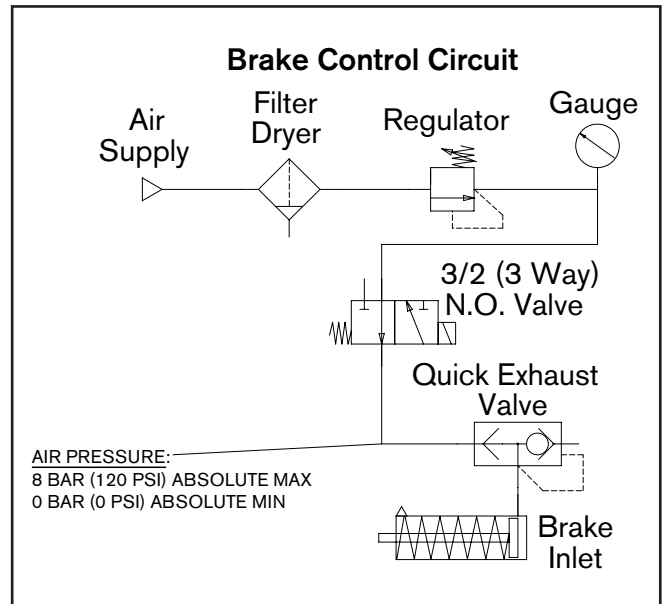 Brake Control Circuit
Air
Supply
Filter
Dryer
Regulator
Gauge
3/2 (3 Way)
N.O. Valve
Quick Exhaust
Valve
AIR PRESSURE:
8 BAR (120 PSI) ABSOLUTE MAX
0 BAR (0 PSI) ABSOLUTE MIN
Brake
Inlet